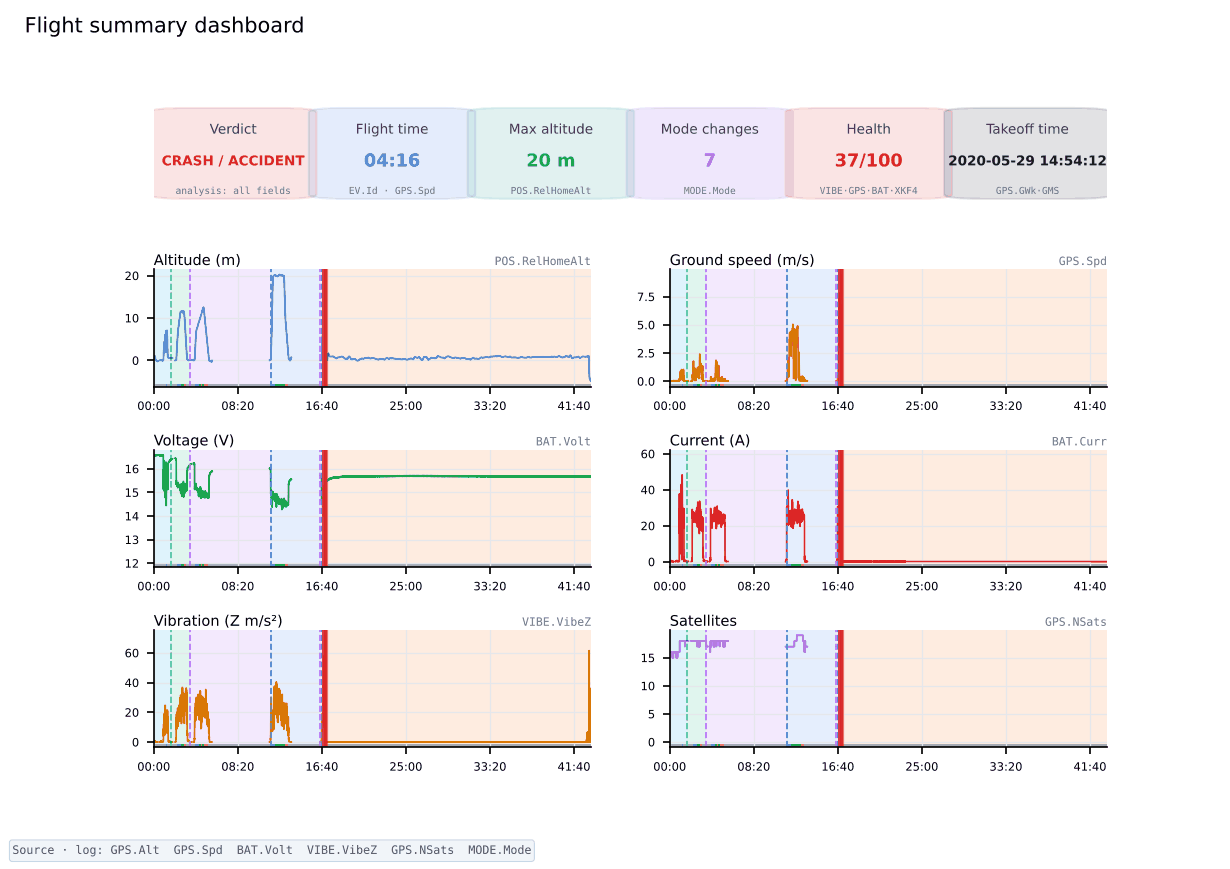 Flight summary dashboard
Verdict
CRASH / ACCIDENT
analysis: all fields
Flight time
04:16
EV.Id · GPS.Spd
Max altitude
20 m
POS.RelHomeAlt
Mode changes
7
MODE.Mode
Health
37/100
VIBE·GPS·BAT·XKF4
Takeoff time
2020-05-29 14:54:12
GPS.GWk·GMS
Altitude (m) POS.RelHomeAlt
20
10
0
00:00 08:20 16:40 25:00 33:20 41:40
Ground speed (m/s) GPS.Spd
7.5
5.0
2.5
0.0
00:00 08:20 16:40 25:00 33:20 41:40
Voltage (V) BAT.Volt
16
15
14
13
12
00:00 08:20 16:40 25:00 33:20 41:40
Current (A) BAT.Curr
60
40
20
0
00:00 08:20 16:40 25:00 33:20 41:40
Vibration (Z m/s²) VIBE.VibeZ
60
40
20
0
00:00 08:20 16:40 25:00 33:20 41:40
Satellites GPS.NSats
15
10
5
0
00:00 08:20 16:40 25:00 33:20 41:40
Source · log: GPS.Alt GPS.Spd BAT.Volt VIBE.VibeZ GPS.NSats MODE.Mode